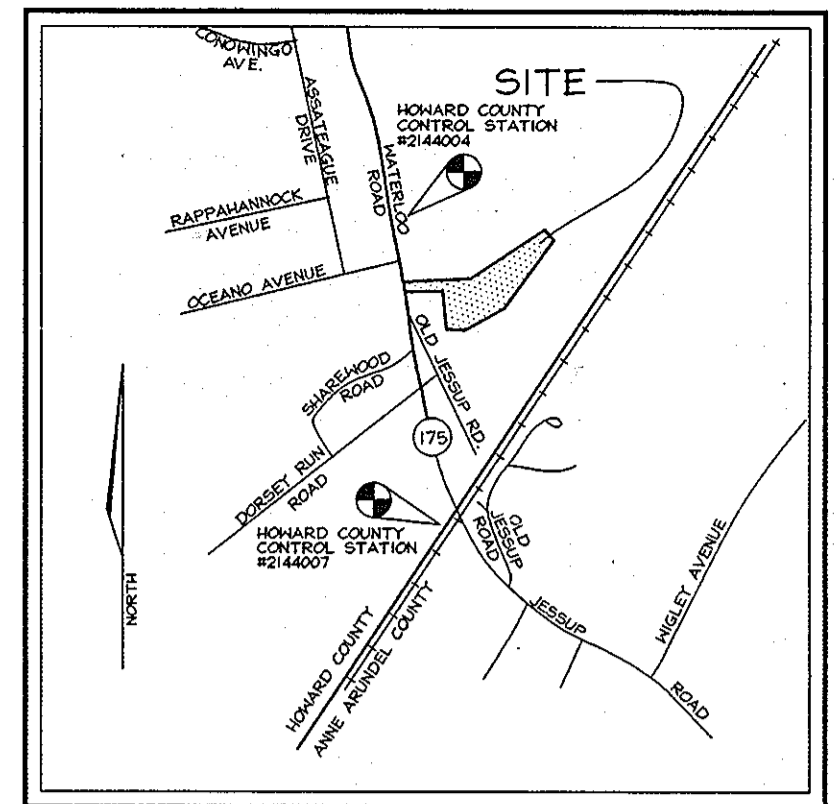 CONOWINGO
AVE.
ASSATEAGUE
DRIVE
SITE
HOWARD COUNTY
CONTROL STATION
#2144004
WATERLOO
ROAD
RAPPAHANNOCK
AVENUE
OCEANO AVENUE
OLD JESSUP RD.
SHAREWOOD
ROAD
175
DORSEY RUN
ROAD
HOWARD COUNTY
CONTROL STATION
#2144007
OLD
JESSUP
ROAD
NORTH
JESSUP
ROAD
WIGLEY AVENUE
HOWARD COUNTY
ANNE ARUNDEL COUNTY